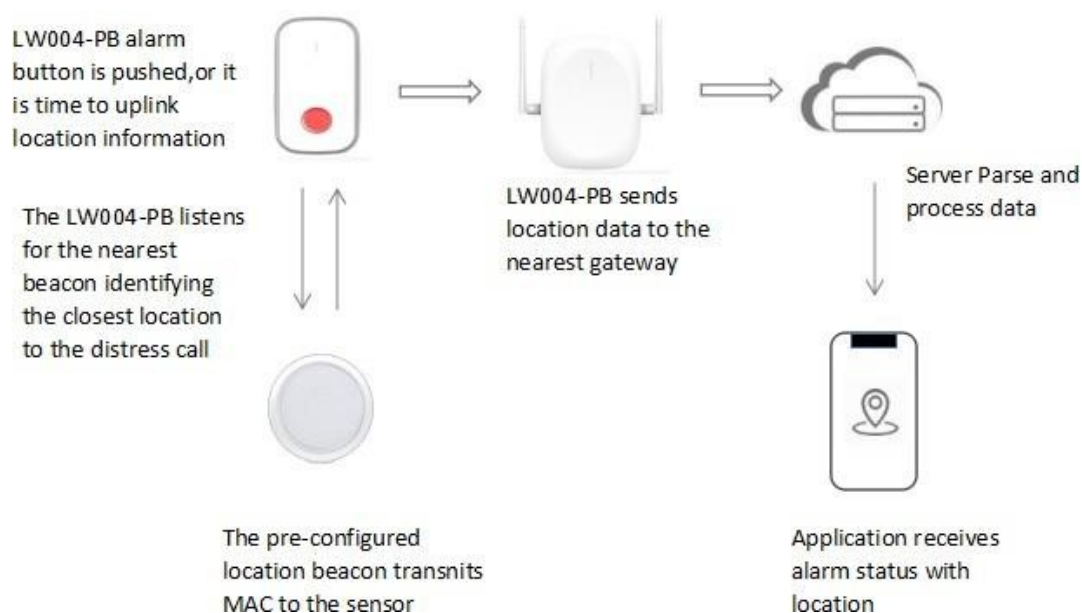 LW004-PB alarm
button is pushed,or it
is time to uplink
location information
The LW004-PB listens
for the nearest
beacon identifying
the closest location
to the distress call
The pre-configured
location beacon transnits
MAC to the sensor
LW004-PB sends
location data to the
nearest gateway
Server Parse and
process data
Application receives
alarm status with
location